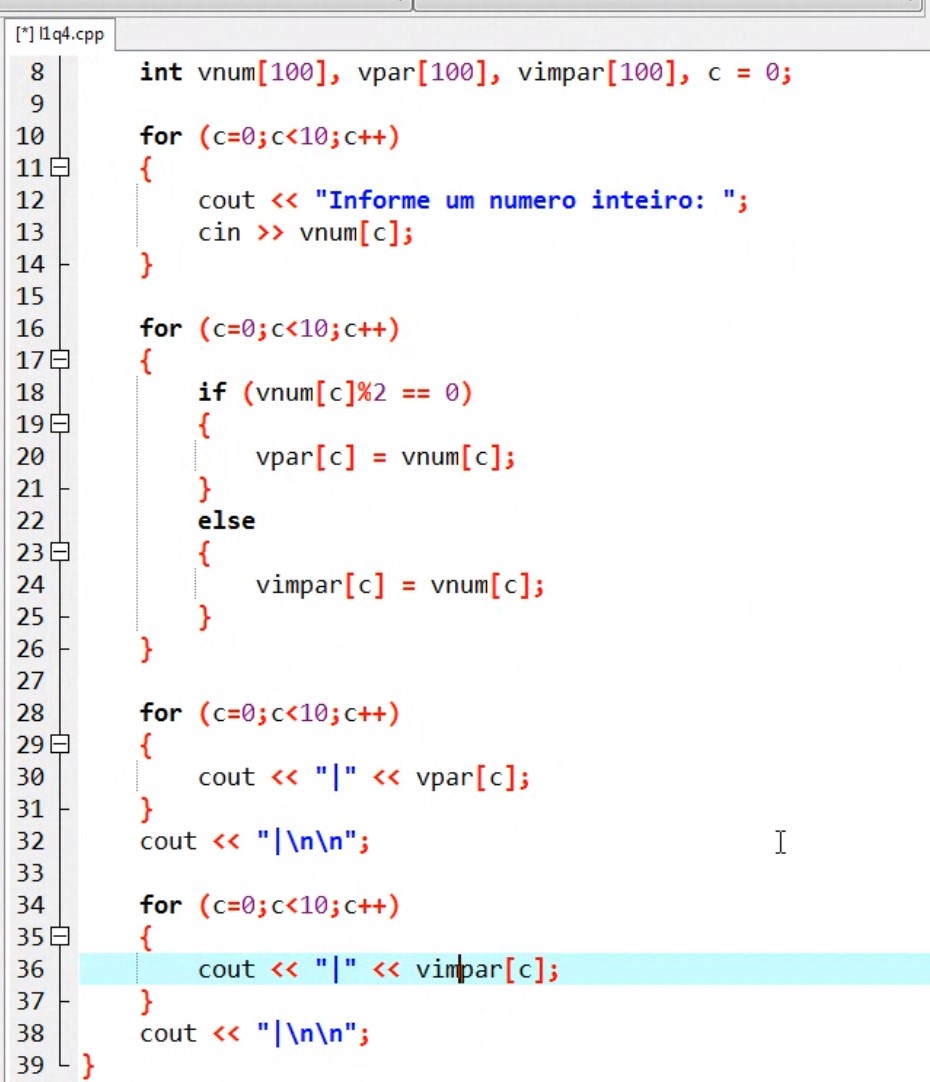 [*] l1q4.cpp
8 int vnum[100], vpar[100], vimpar[100], c = 0;
9
10 for (c=0;c<10;c++)
11 {
12 cout << "Informe um numero inteiro: ";
13 cin >> vnum[c];
14 }
15
16 for (c=0;c<10;c++)
17 {
18 if (vnum[c]%2 == 0)
19 {
20 vpar[c] = vnum[c];
21 }
22 else
23 {
24 vimpar[c] = vnum[c];
25 }
26 }
27
28 for (c=0;c<10;c++)
29 {
30 cout << "|" << vpar[c];
31 }
32 cout << "|\n\n";
33
34 for (c=0;c<10;c++)
35 {
36 cout << "|" << vimpar[c];
37 }
38 cout << "|\n\n";
39 }